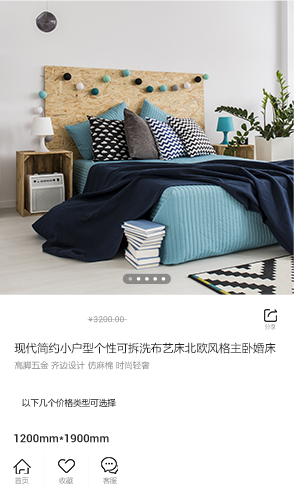 ¥3200.00
分享
现代简约小户型个性可拆洗布艺床北欧风格主卧婚床
高脚五金 齐边设计 仿麻棉 时尚轻奢
以下几个价格类型可选择
1200mm*1900mm
首页 收藏 客服